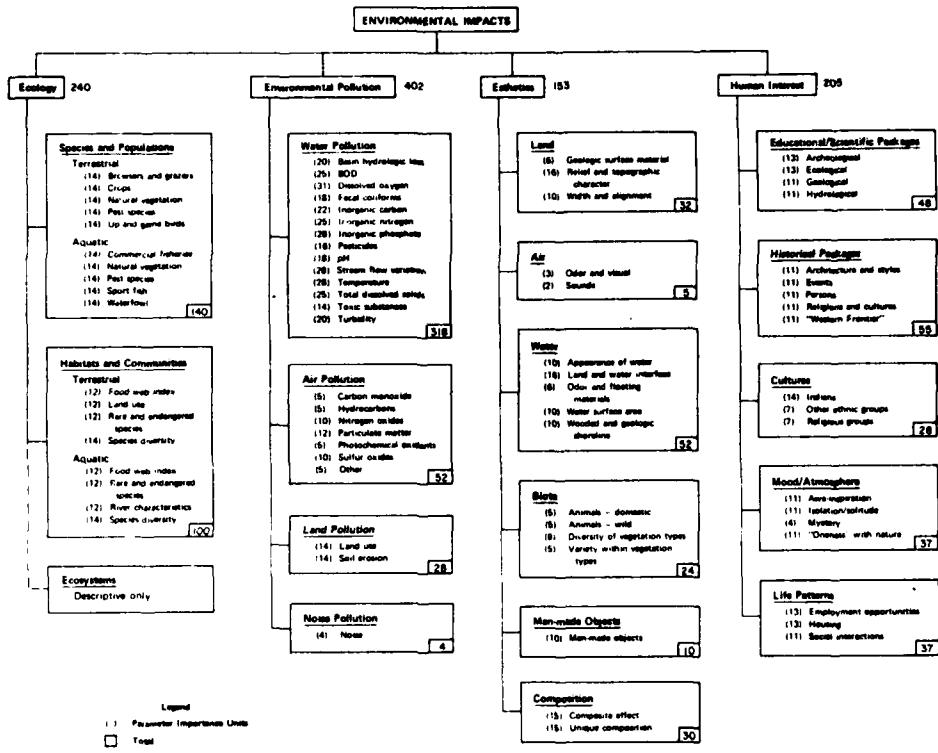 ENVIRONMENTAL IMPACTS
Ecology 240
Species and Populations
Terrestrial
(14) Browsers and grazers
(14) Crops
(14) Natural vegetation
(14) Pest species
(14) Up and game birds
Aquatic
(14) Commercial fisheries
(14) Natural vegetation
(14) Pest species
(14) Sport fish
(14) Waterfowl
140
Habitats and Communities
Terrestrial
(12) Food web index
(12) Land use
(12) Rare and endangered
species
(14) Species diversity
Aquatic
(12) Food web index
(12) Rare and endangered
species
(12) River characteristics
(14) Species diversity
100
Ecosystems
Descriptive only
Environmental Pollution 402
Water Pollution
(20) Basin hydrologic loss
(25) BOD
(31) Dissolved oxygen
(18) Fecal coliforms
(22) Inorganic carbon
(25) Inorganic nitrogen
(28) Inorganic phosphate
(16) Pesticides
(18) pH
(28) Stream flow variation
(28) Temperature
(25) Total dissolved solids
(14) Toxic substances
(20) Turbidity
318
Air Pollution
(5) Carbon monoxide
(5) Hydrocarbons
(10) Nitrogen oxides
(12) Particulate matter
(5) Photochemical oxidants
(10) Sulfur oxides
(5) Other
52
Land Pollution
(14) Land use
(14) Soil erosion
28
Noise Pollution
(4) Noise
4
Esthetics 153
Land
(6) Geologic surface material
(16) Relief and topographic
character
(10) Width and alignment
32
Air
(3) Odor and visual
(2) Sounds
5
Water
(10) Appearance of water
(16) Land and water interface
(6) Odor and floating
materials
(10) Water surface area
(10) Wooded and geologic
shoreline
52
Biota
(5) Animals - domestic
(5) Animals - wild
(9) Diversity of vegetation types
(5) Variety within vegetation
types
24
Man-made Objects
(10) Man-made objects
10
Composition
(15) Composite effect
(15) Unique composition
30
Human Interest 205
Educational/Scientific Packages
(13) Archeological
(13) Ecological
(11) Geological
(11) Hydrological
48
Historical Packages
(11) Architecture and styles
(11) Events
(11) Persons
(11) Religions and cultures
(11) "Western Frontier"
55
Cultures
(14) Indians
(7) Other ethnic groups
(7) Religious groups
28
Mood/Atmosphere
(11) Awe-inspiration
(11) Isolation/solitude
(4) Mystery
(11) "Oneness" with nature
37
Life Patterns
(13) Employment opportunities
(13) Housing
(11) Social interactions
37
Legend
( ) Parameter Importance Units
Total